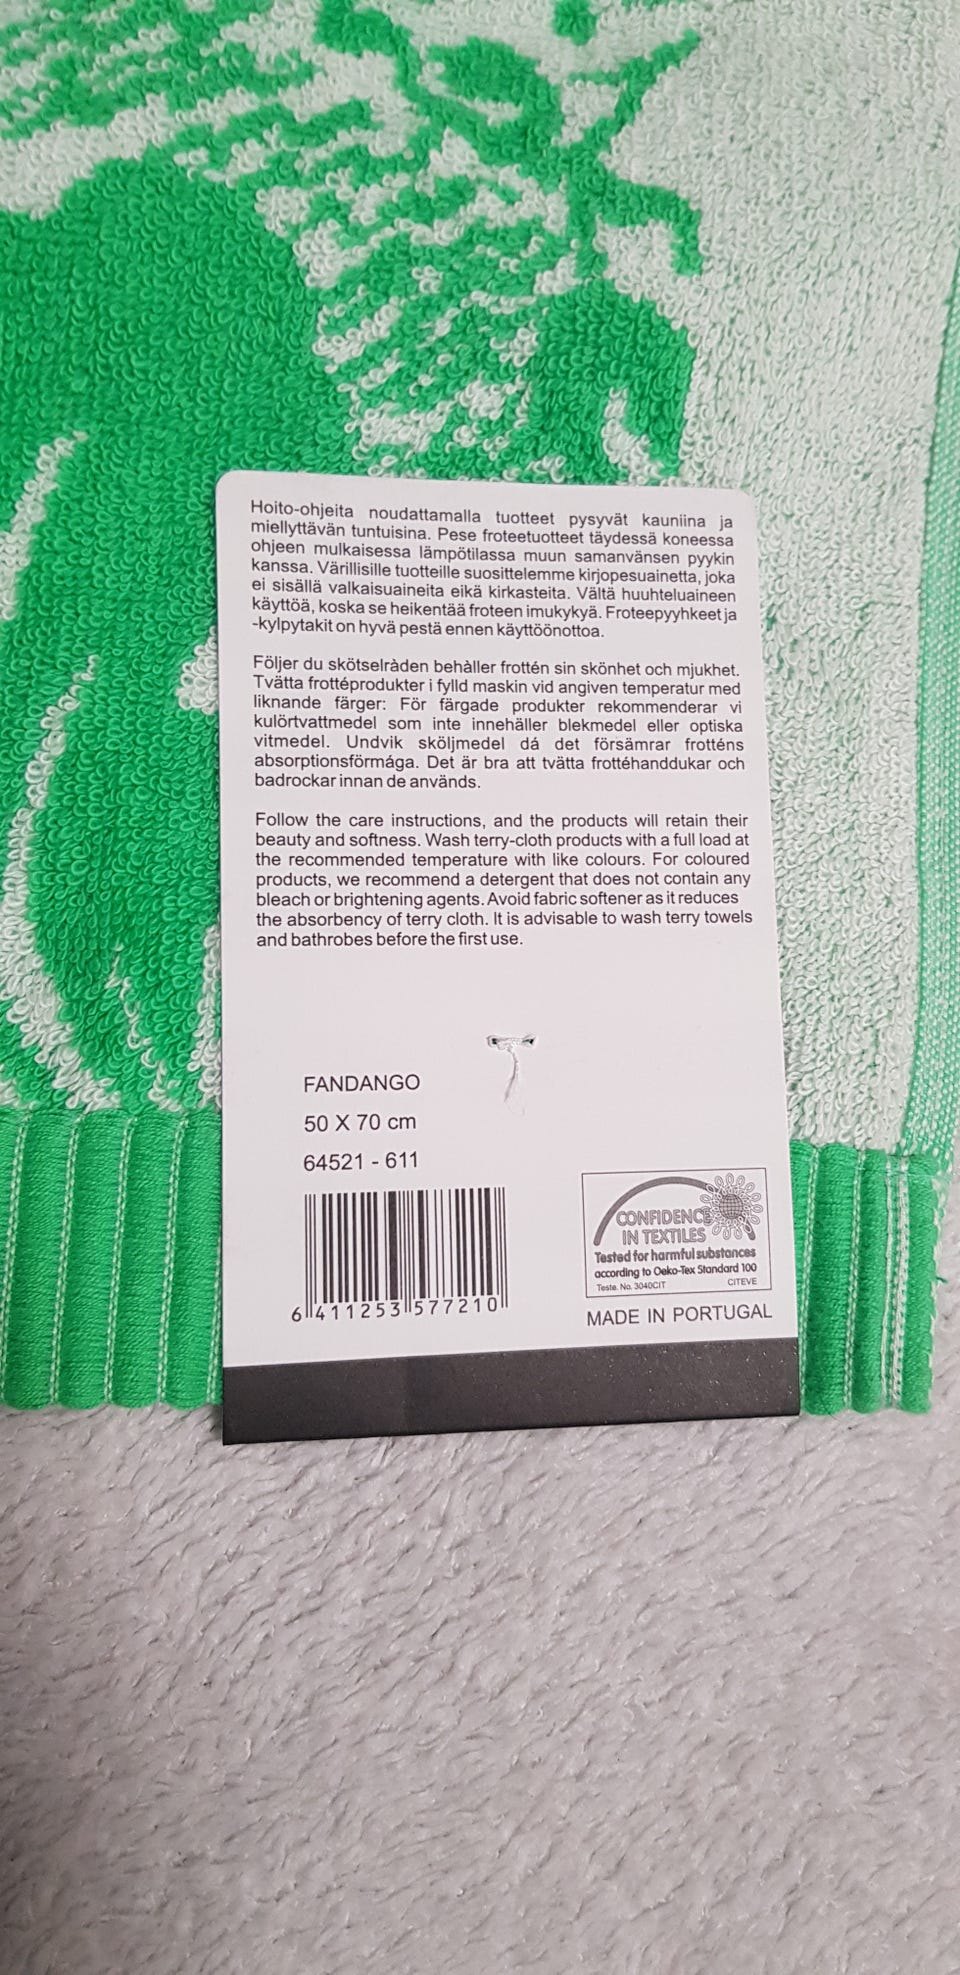 Hoito-ohjeita noudattamalla tuotteet pysyvät kauniina ja
miellyttävän tuntuisina. Pese froteetuotteet täydessä koneessa
ohjeen mulkaisessa lämpötilassa muun samanvänsen pyykin
kanssa. Värillisille tuotteille suosittelemme kirjopesuainetta, joka
ei sisällä valkaisuaineita eikä kirkasteita. Vältä huuhteluaineen
käyttöä, koska se heikentää froteen imukykyä. Froteepyyhkeet ja
-kylpytakit on hyvä pestä ennen käyttöönottoa.
Följer du skötselràden behàller frottén sin skönhet och mjukhet.
Tvätta frottéprodukter i fylld maskin vid angiven temperatur med
liknande färger: För färgade produkter rekommenderar vi
kulörtvattmedel som inte innehäller blekmedel eller optiska
vitmedel. Undvik sköljmedel dá det försämrar frotténs
absorptionsförmága. Det är bra att tvätta frottéhanddukar och
badrockar innan de används.
Follow the care instructions, and the products will retain their
beauty and softness. Wash terry-cloth products with a full load at
the recommended temperature with like colours. For coloured
products, we recommend a detergent that does not contain any
bleach or brightening agents. Avoid fabric softener as it reduces
the absorbency of terry cloth. It is advisable to wash terry towels
and bathrobes before the first use.
FANDANGO
50 X 70 cm
64521 - 611
6 411253 577210
CONFIDENCE
IN TEXTILES
Tested for harmful substances
according to Oeko-Tex Standard 100
Teste. No. 3040CIT CITEVE
MADE IN PORTUGAL